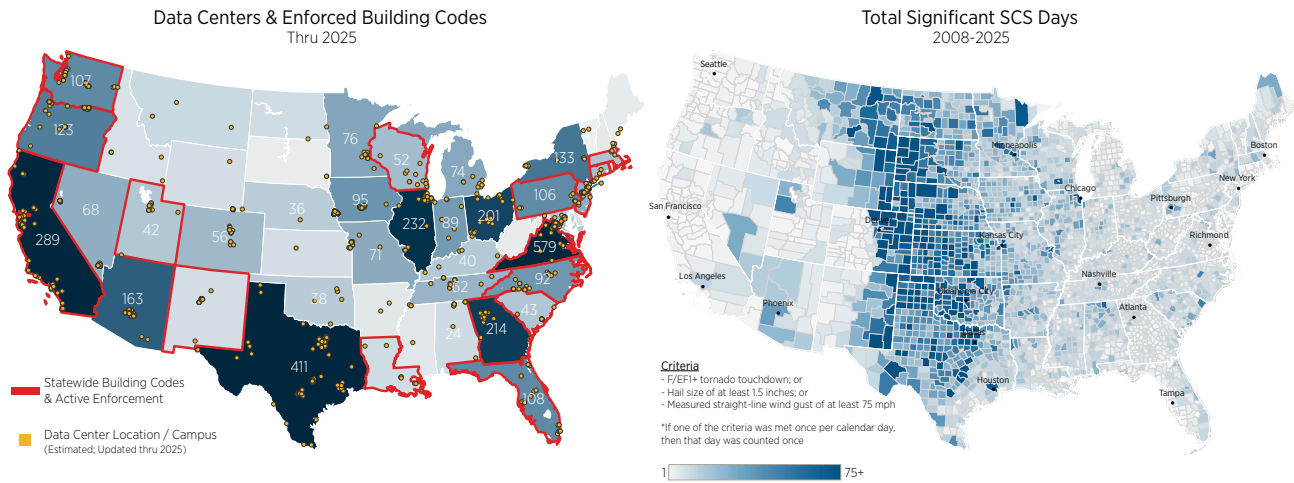 Data Centers & Enforced Building Codes
Thru 2025
107
123
289
68
42
163
56
36
38
411
76
95
71
52
232
74
89
201
40
62
24
214
43
92
579
106
133
108
Statewide Building Codes
& Active Enforcement
Data Center Location / Campus
(Estimated; Updated thru 2025)
Total Significant SCS Days
2008-2025
Seattle
San Francisco
Los Angeles
Phoenix
Denver
Minneapolis
Chicago
Kansas City
Oklahoma City
Dallas
Houston
Nashville
Atlanta
Tampa
Pittsburgh
Richmond
New York
Boston
Criteria
- F/EF1+ tornado touchdown; or
- Hail size of at least 1.5 inches; or
- Measured straight-line wind gust of at least 75 mph
*If one of the criteria was met once per calendar day,
then that day was counted once
1
75+